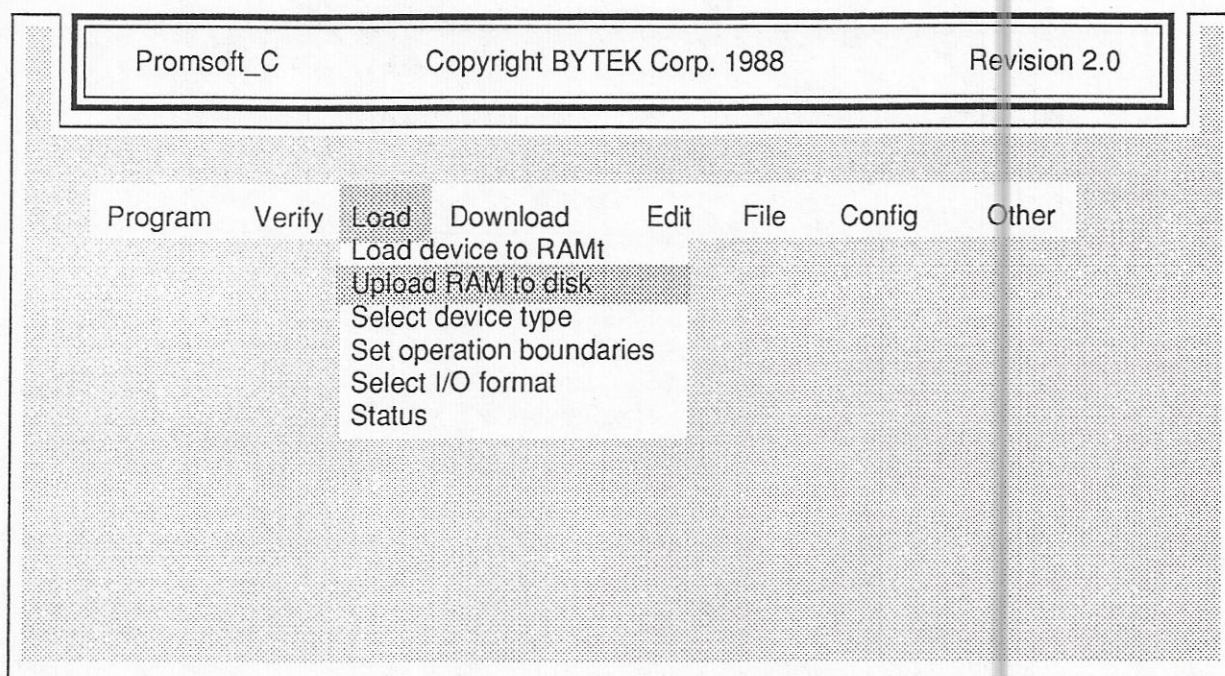 Promsoft_C Copyright BYTEK Corp. 1988 Revision 2.0
Program Verify Load Download Edit File Config Other
Load device to RAMt
Upload RAM to disk
Select device type
Set operation boundaries
Select I/O format
Status